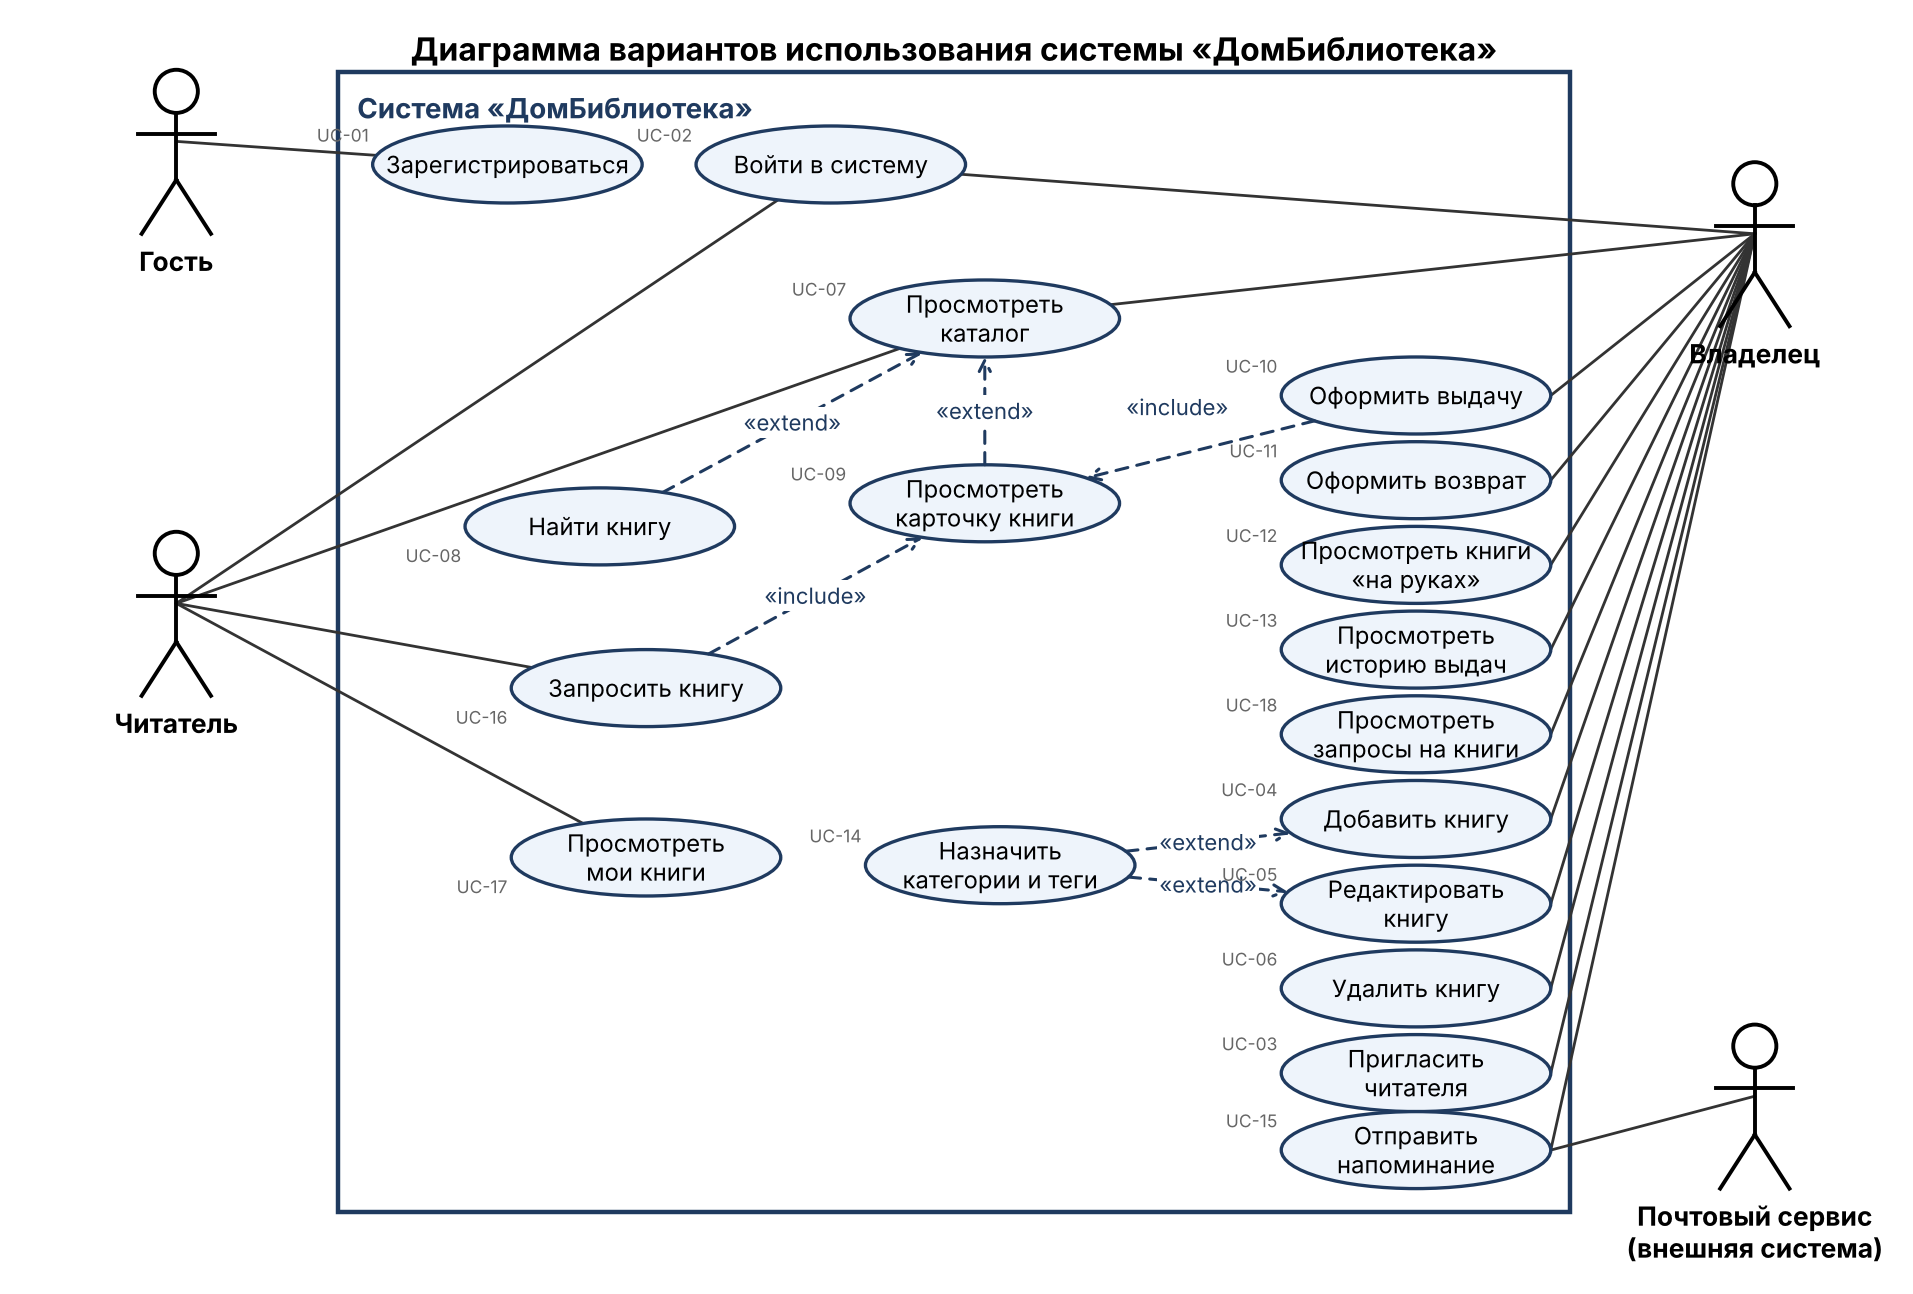 Диаграмма вариантов использования системы «ДомБиблиотека»
Система «ДомБиблиотека»
UC-01
Зарегистрироваться
UC-02
Войти в систему
Гость
Владелец
UC-07
Просмотреть
каталог
UC-10
Оформить выдачу
«extend»
«extend»
«include»
UC-11
Оформить возврат
UC-09
Просмотреть
карточку книги
Найти книгу
UC-08
UC-12
Просмотреть книги
«на руках»
«include»
UC-13
Просмотреть
историю выдач
Читатель
Запросить книгу
UC-16
UC-18
Просмотреть
запросы на книги
UC-04
Добавить книгу
«extend»
UC-14
Назначить
категории и теги
Просмотреть
мои книги
UC-17
UC-05
«extend»
Редактировать
книгу
UC-06
Удалить книгу
UC-03
Пригласить
читателя
UC-15
Отправить
напоминание
Почтовый сервис
(внешняя система)